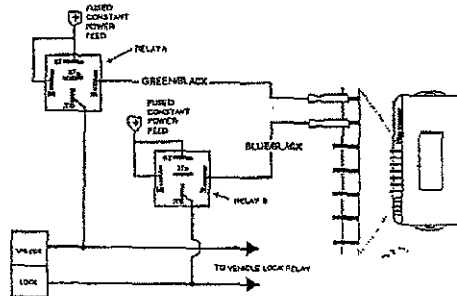 FUSED
CONSTANT
POWER
FEED
RELAY A
GREEN/BLACK
FUSED
CONSTANT
POWER
FEED
BLUE/BLACK
RELAY B
LOCK
TO VEHICLE LOCK RELAY